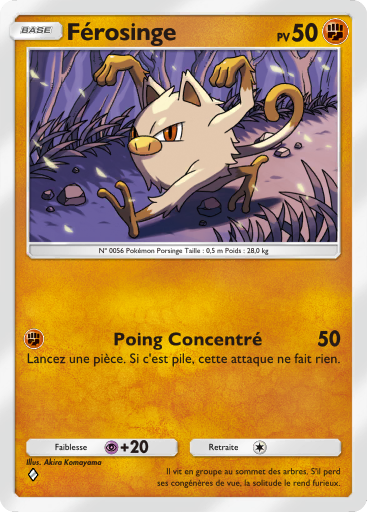 BASE
Férosinge
PV 50
N° 0056 Pokémon Porsinge Taille : 0,5 m Poids : 28,0 kg
Poing Concentré 50
Lancez une pièce. Si c'est pile, cette attaque ne fait rien.
Faiblesse +20 Retraite
Illus. Akira Komayama
Il vit en groupe au sommet des arbres. S'il perd
ses congénères de vue, la solitude le rend furieux.